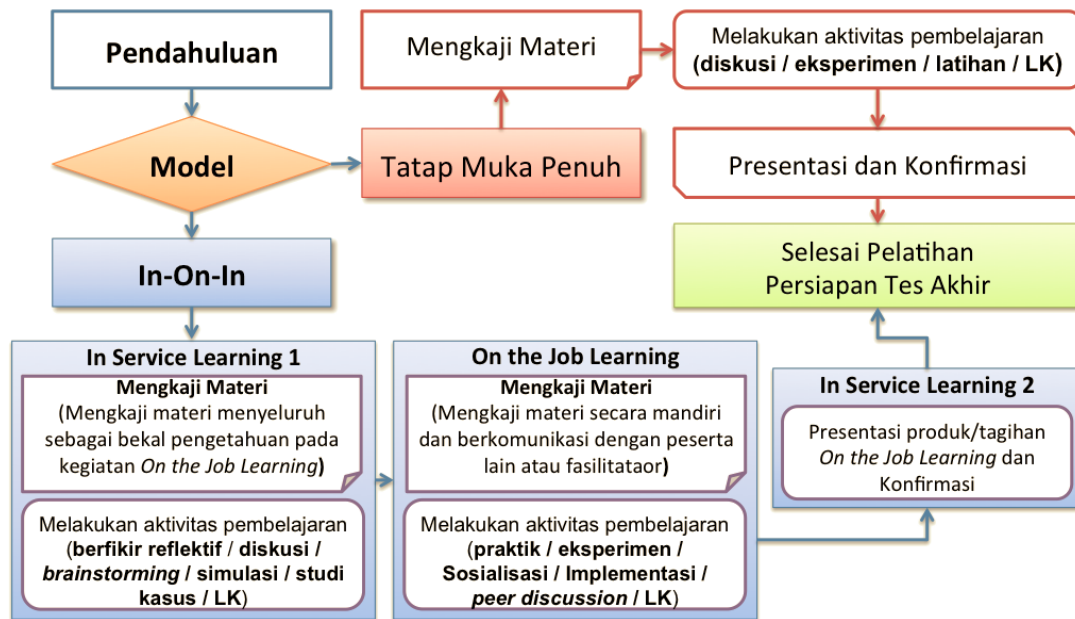 Pendahuluan
Model
Tatap Muka Penuh
Mengkaji Materi
Melakukan aktivitas pembelajaran
(diskusi / eksperimen / latihan / LK)
Presentasi dan Konfirmasi
Selesai Pelatihan
Persiapan Tes Akhir
In-On-In
In Service Learning 1
Mengkaji Materi
(Mengkaji materi menyeluruh
sebagai bekal pengetahuan pada
kegiatan On the Job Learning)
Melakukan aktivitas pembelajaran
(berfikir reflektif / diskusi /
brainstorming / simulasi / studi
kasus / LK)
On the Job Learning
Mengkaji Materi
(Mengkaji materi secara mandiri
dan berkomunikasi dengan peserta
lain atau fasilitataor)
Melakukan aktivitas pembelajaran
(praktik / eksperimen /
Sosialisasi / Implementasi /
peer discussion / LK)
In Service Learning 2
Presentasi produk/tagihan
On the Job Learning dan
Konfirmasi